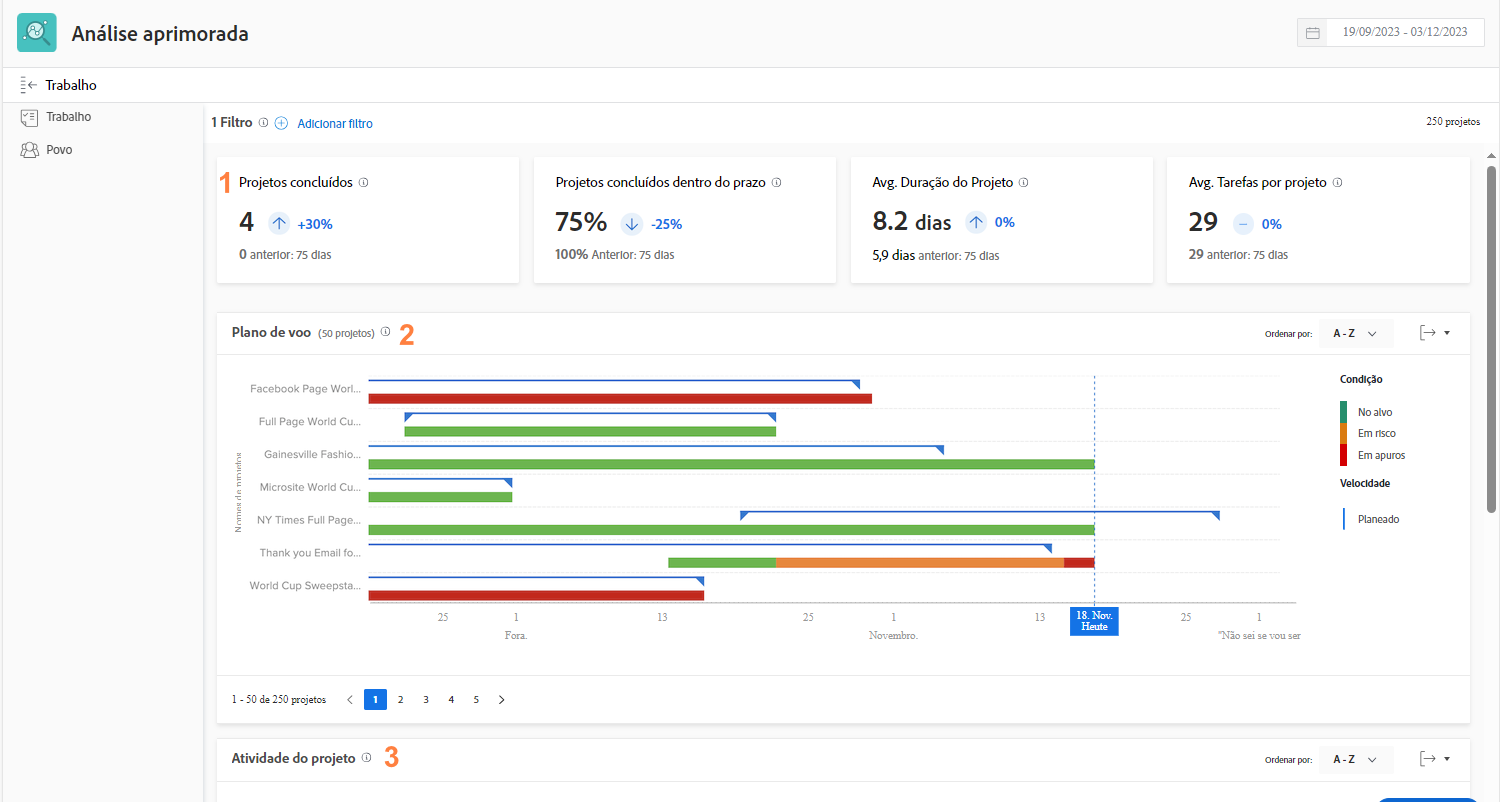 Análise aprimorada
19/09/2023 - 03/12/2023
Trabalho
Trabalho
Povo
1 Filtro Adicionar filtro
250 projetos
1 Projetos concluídos
4 +30%
0 anterior: 75 dias
Projetos concluídos dentro do prazo
75% -25%
100% Anterior: 75 dias
Avg. Duração do Projeto
8.2 dias 0%
5,9 dias anterior: 75 dias
Avg. Tarefas por projeto
29 0%
29 anterior: 75 dias
Plano de voo (50 projetos) 2
Ordenar por: A - Z
Nomes de projetos
Facebook Page Worl...
Full Page World Cu...
Gainesville Fashio...
Microsite World Cu...
NY Times Full Page...
Thank you Email fo...
World Cup Sweepsta...
25 1 13 25 1 13 25 1
Fora. Novembro. "Não sei se vou ser
18. Nov.
Heute
Condição
No alvo
Em risco
Em apuros
Velocidade
Planeado
1 - 50 de 250 projetos 1 2 3 4 5
Atividade do projeto 3
Ordenar por: A - Z